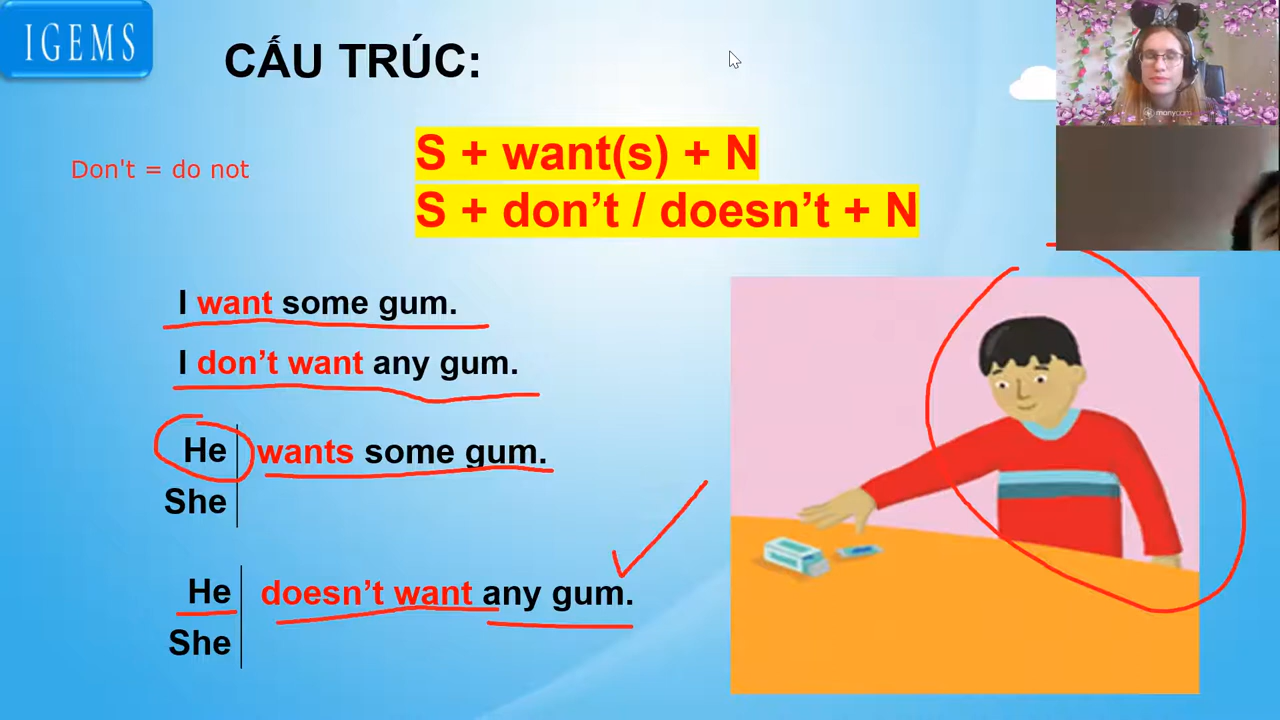 IGEMS
CẤU TRÚC:
Don't = do not
S + want(s) + N
S + don’t / doesn’t + N
I want some gum.
I don’t want any gum.
He wants some gum.
She
He doesn’t want any gum.
She
manycam